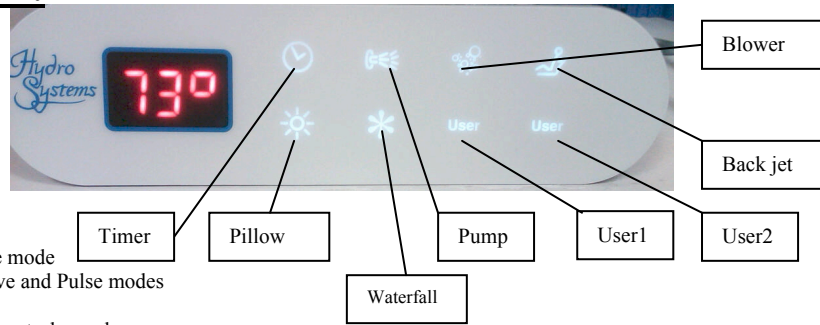 Blower
Hydro
Systems
73°
User
User
Back jet
Timer
Pillow
Pump
User1
User2
mode
ve and Pulse modes
Waterfall